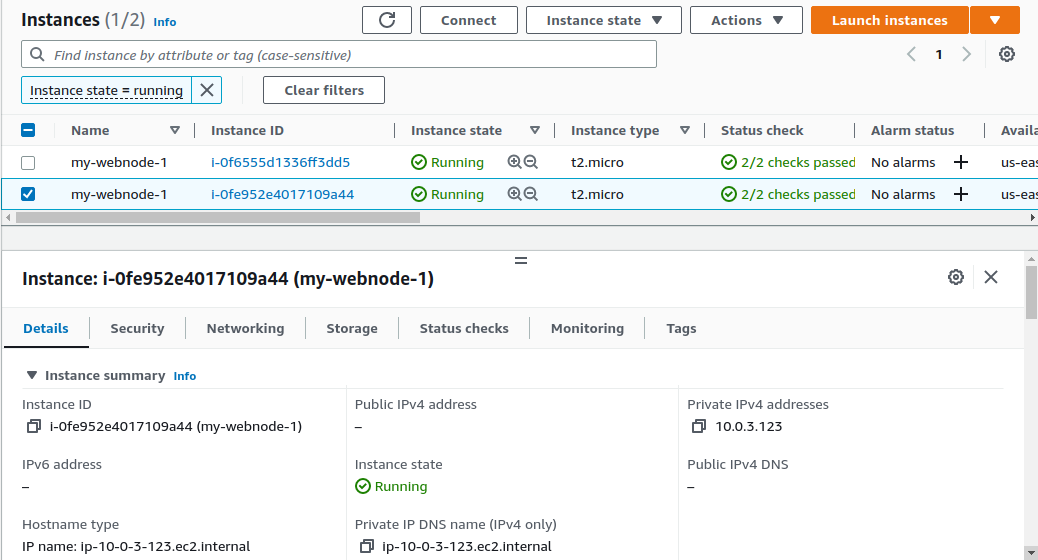 Instances (1/2) Info Connect Instance state Actions Launch instances
Find instance by attribute or tag (case-sensitive) 1
Instance state = running Clear filters
Name Instance ID Instance state Instance type Status check Alarm status Availa
my-webnode-1 i-0f6555d1336ff3dd5 Running t2.micro 2/2 checks passed No alarms us-eas
my-webnode-1 i-0fe952e4017109a44 Running t2.micro 2/2 checks passed No alarms us-eas
Instance: i-0fe952e4017109a44 (my-webnode-1)
Details Security Networking Storage Status checks Monitoring Tags
Instance summary Info
Instance ID Public IPv4 address Private IPv4 addresses
i-0fe952e4017109a44 (my-webnode-1) – 10.0.3.123
IPv6 address Instance state Public IPv4 DNS
– Running –
Hostname type Private IP DNS name (IPv4 only)
IP name: ip-10-0-3-123.ec2.internal ip-10-0-3-123.ec2.internal